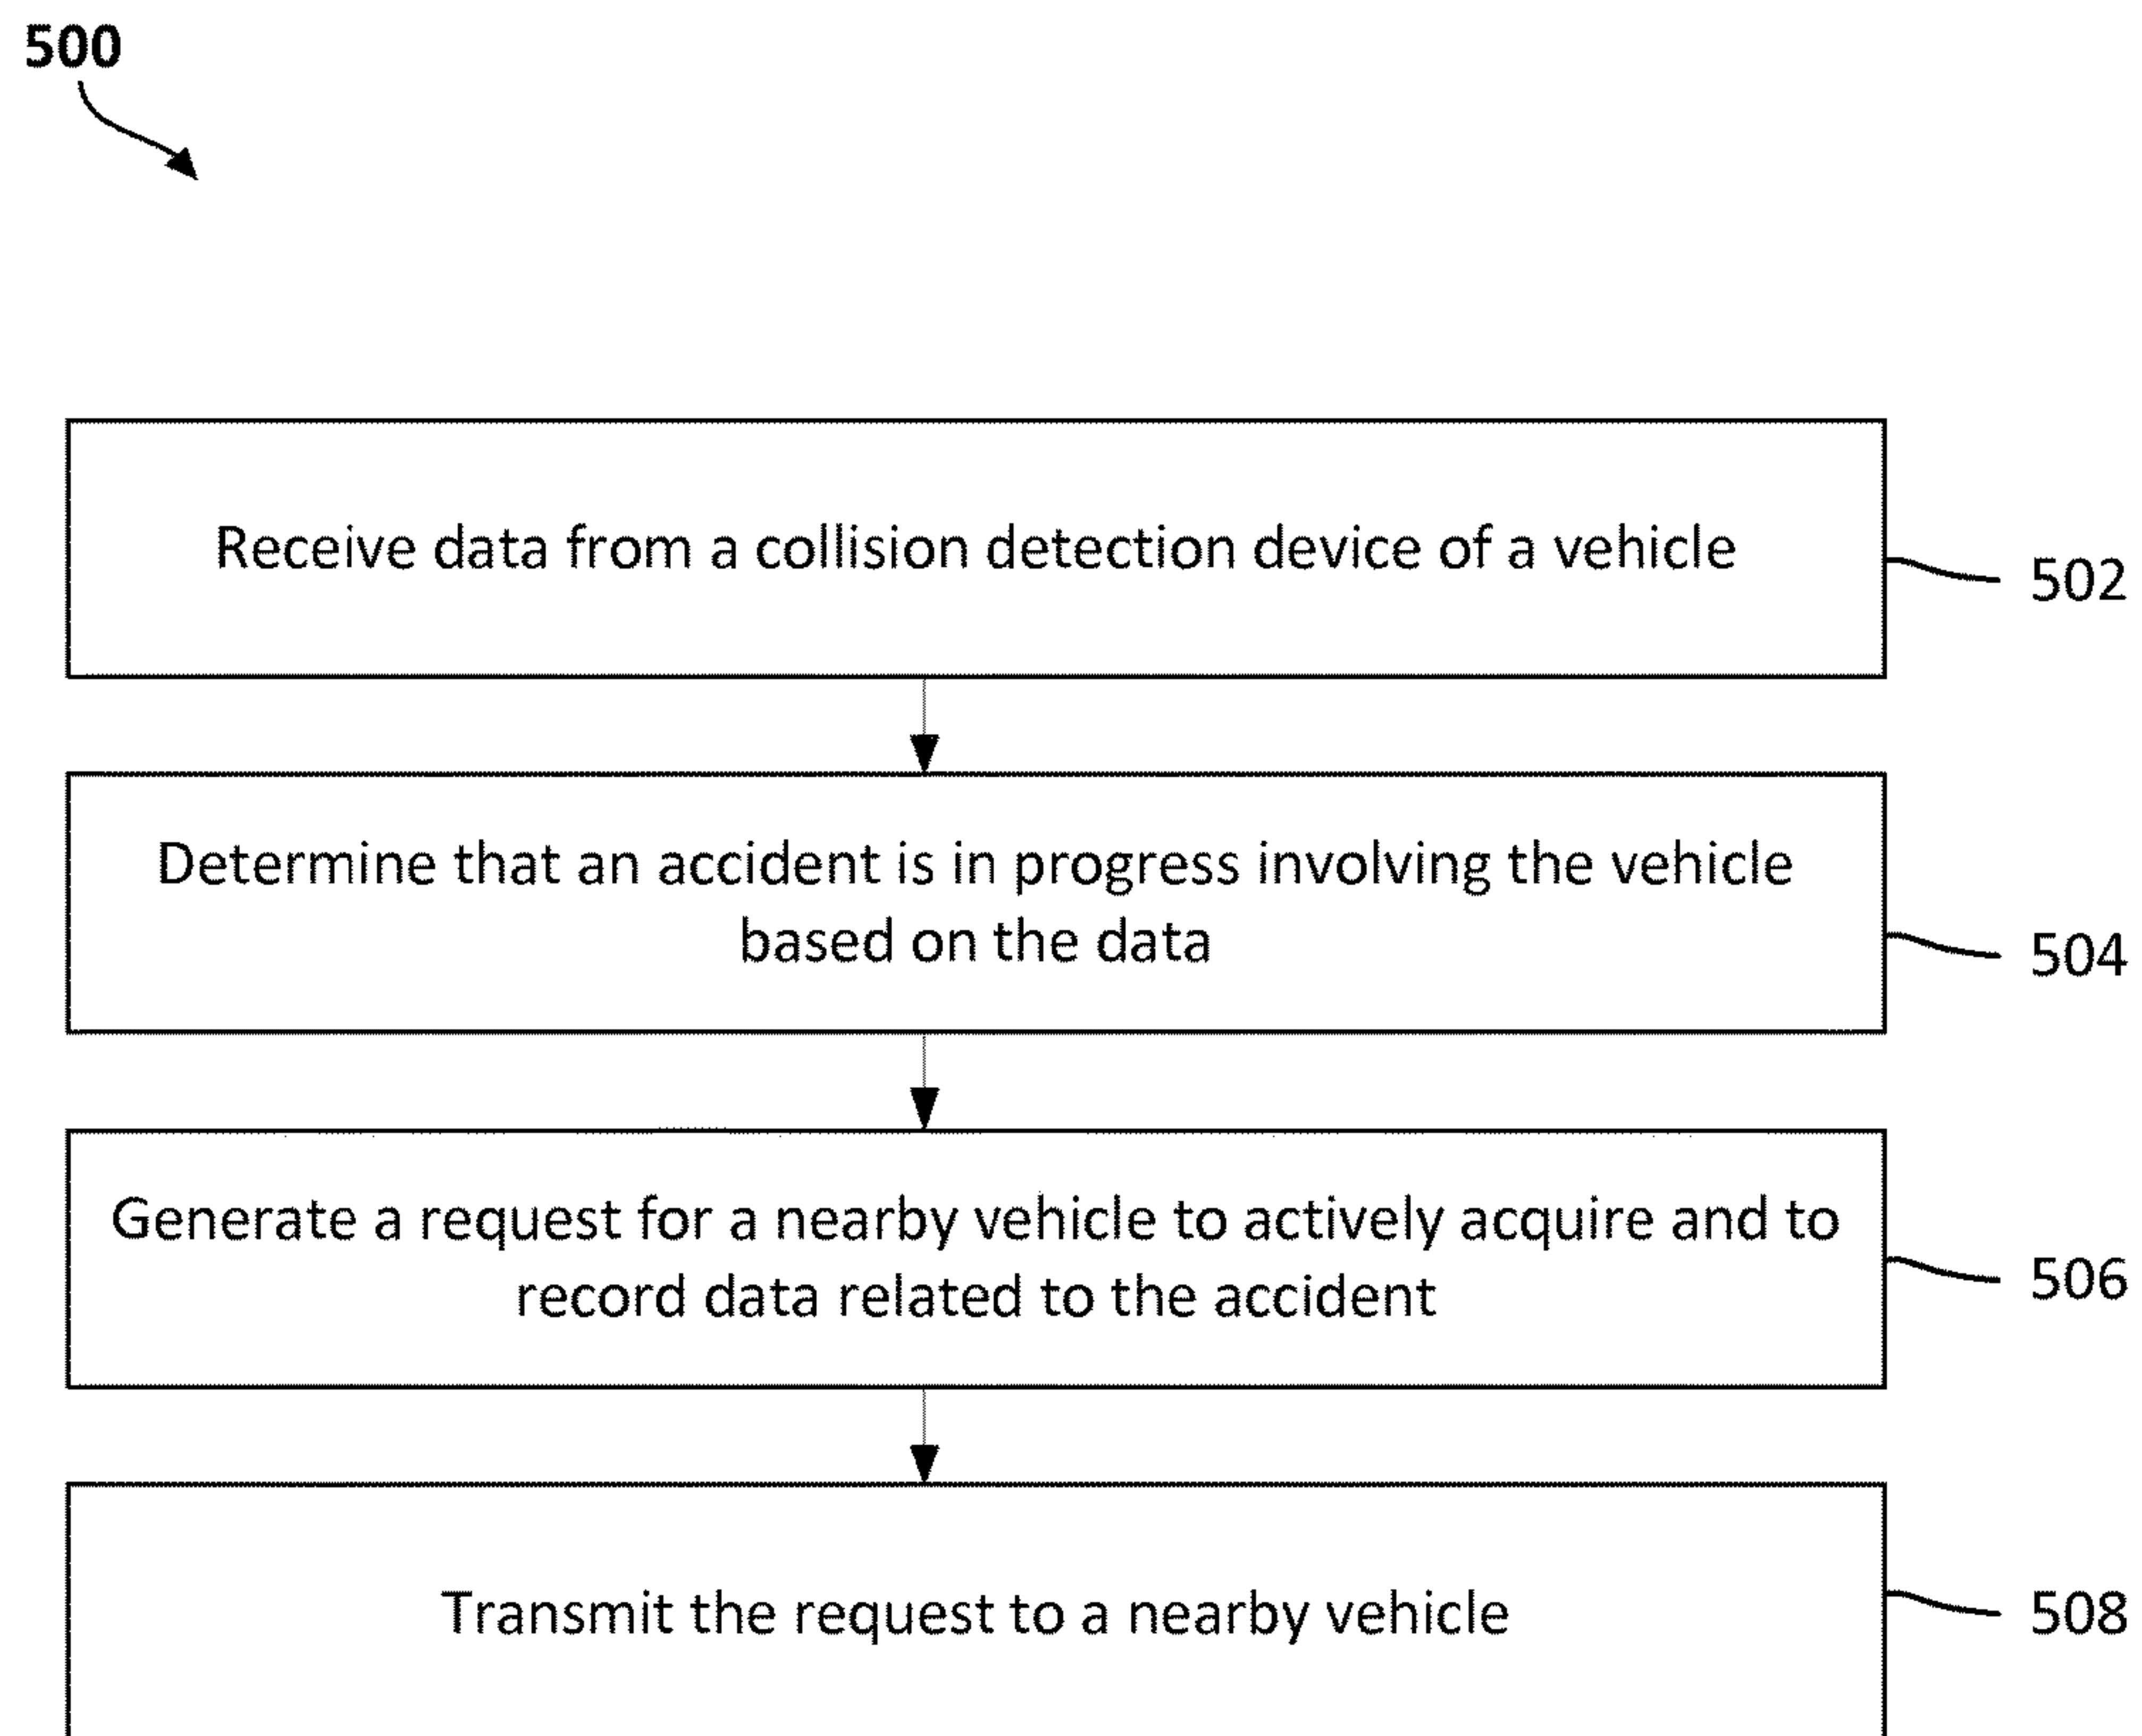 500
Receive data from a collision detection device of a vehicle
502
Determine that an accident is in progress involving the vehicle
based on the data
504
Generate a request for a nearby vehicle to actively acquire and to
record data related to the accident
506
Transmit the request to a nearby vehicle
508